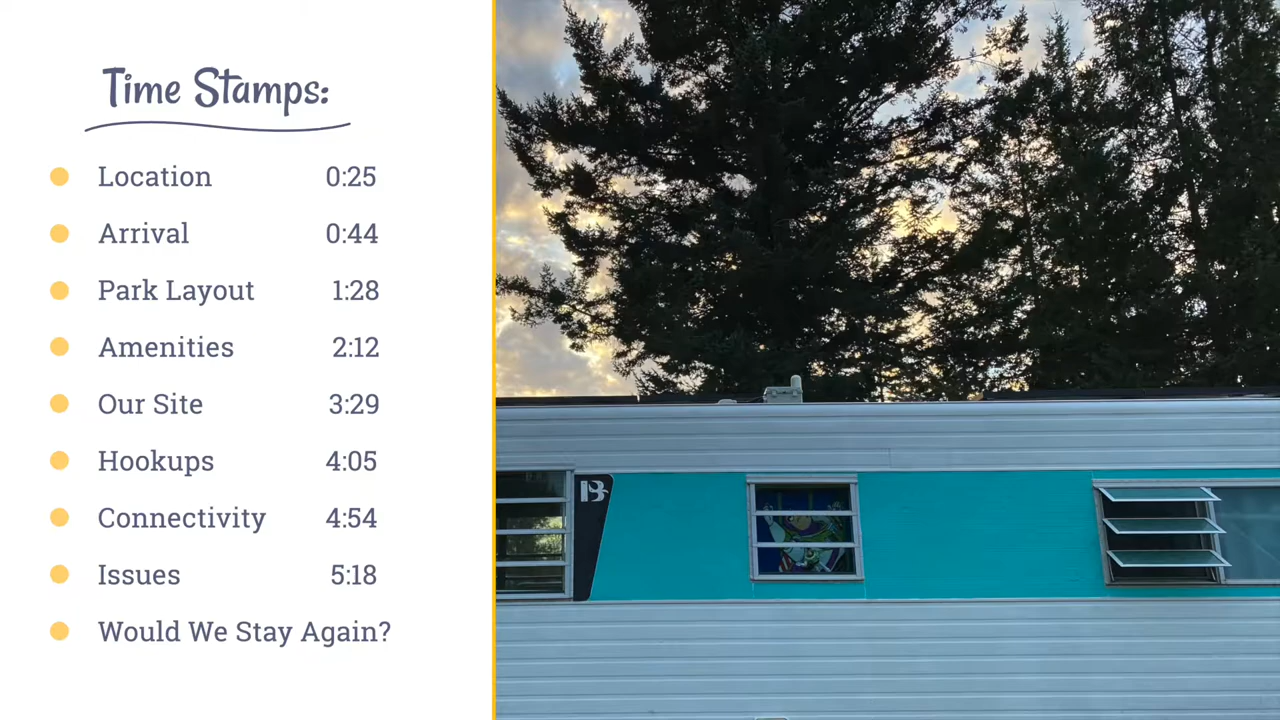 Time Stamps:
Location 0:25
Arrival 0:44
Park Layout 1:28
Amenities 2:12
Our Site 3:29
Hookups 4:05
Connectivity 4:54
Issues 5:18
Would We Stay Again?
B